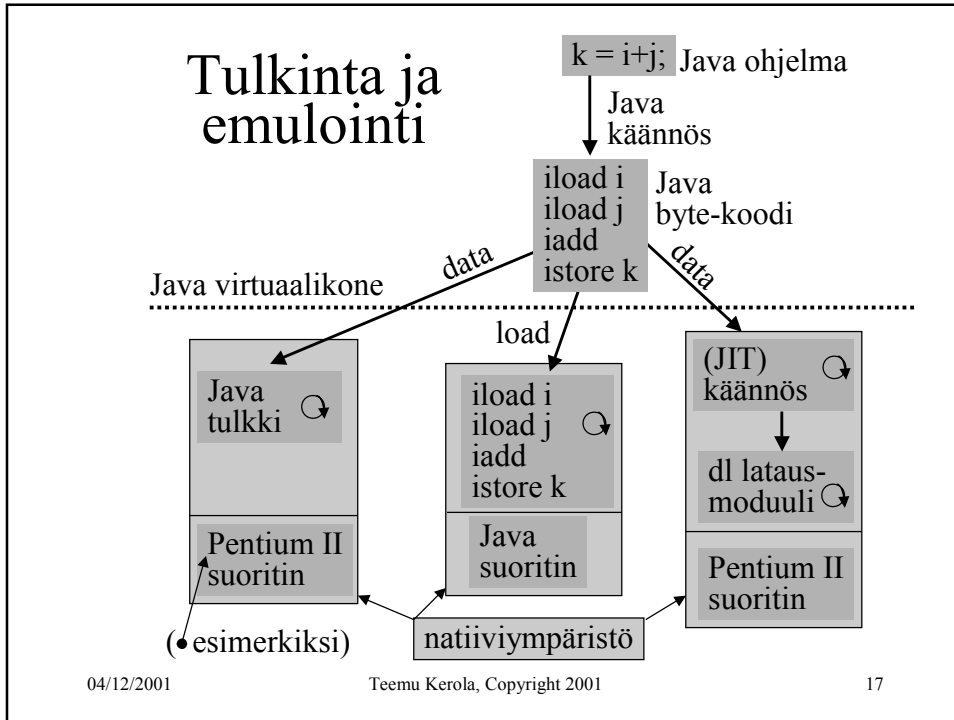 Tulkinta ja
emulointi
k = i+j;
Java ohjelma
Java
käännös
iload i
iload j
iadd
istore k
Java
byte-koodi
data
data
Java virtuaalikone
load
Java
tulkki
Pentium II
suoritin
iload i
iload j
iadd
istore k
Java
suoritin
(JIT)
käännös
dl lataus-
moduuli
Pentium II
suoritin
(• esimerkiksi)
natiiviympäristö
04/12/2001
Teemu Kerola, Copyright 2001
17